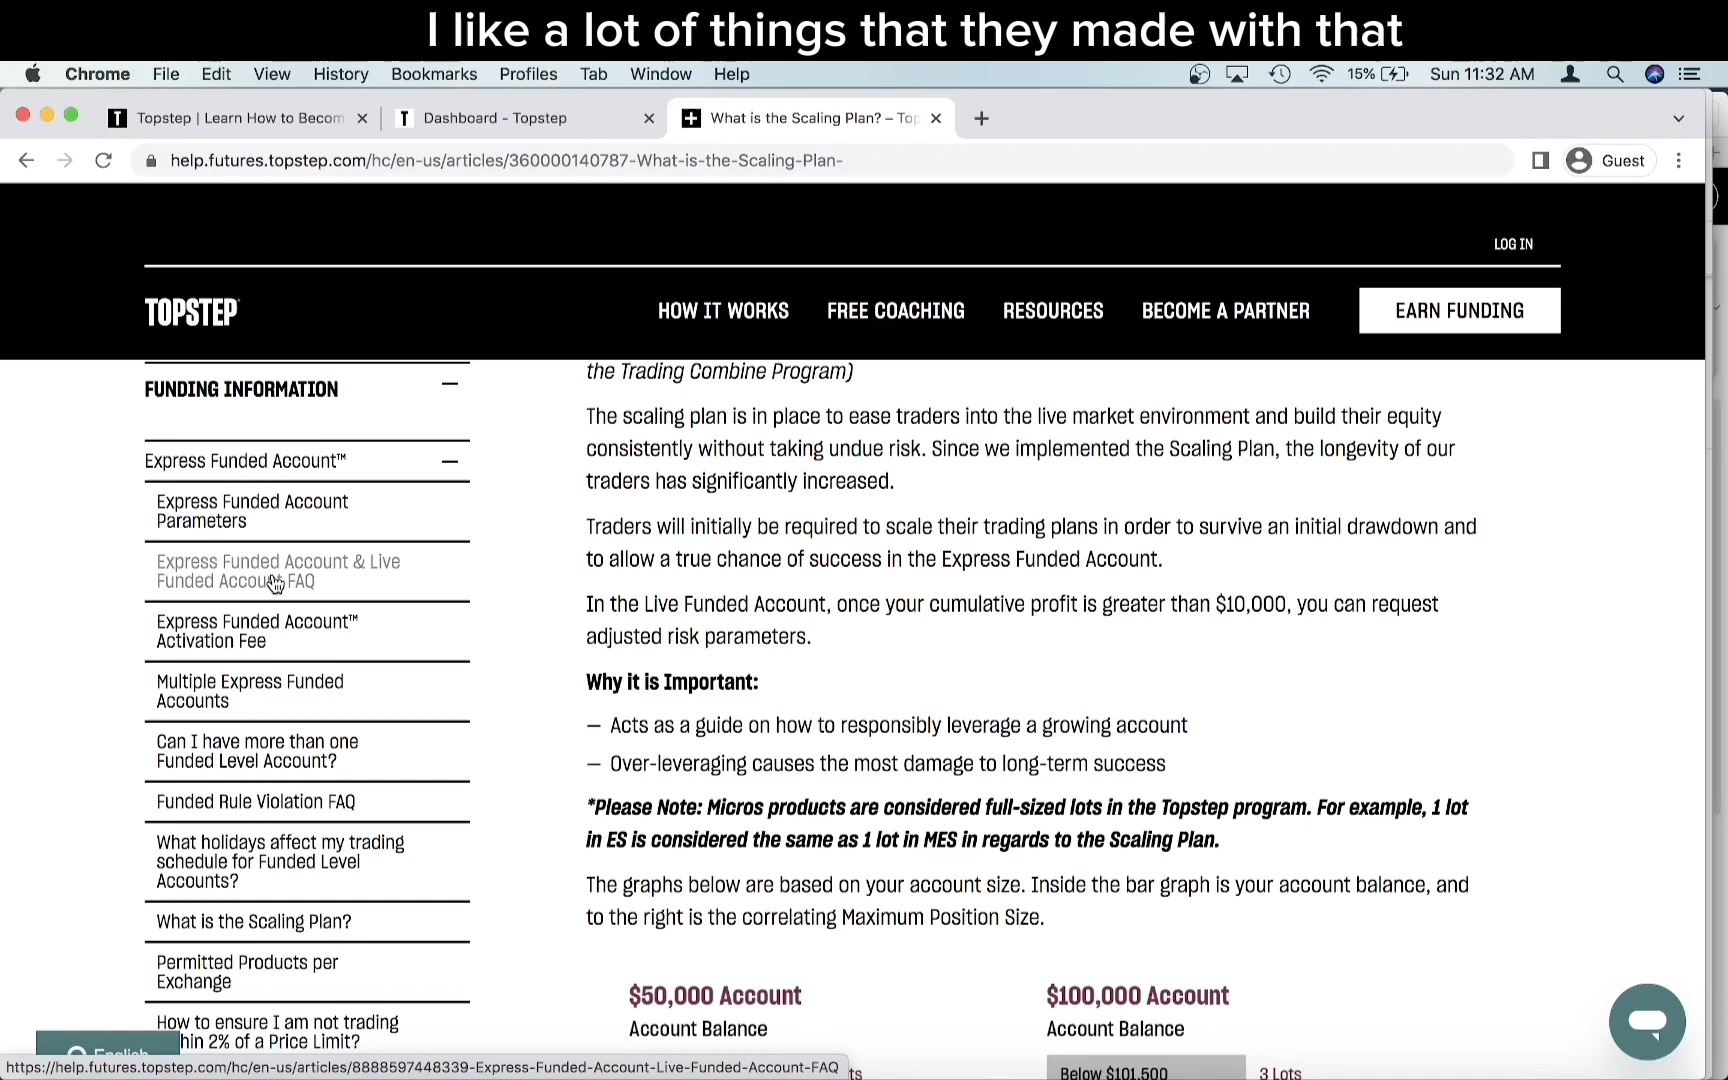 I like a lot of things that they made with that
Chrome File Edit View History Bookmarks Profiles Tab Window Help 15% Sun 11:32 AM
Topstep | Learn How to Becom
Dashboard - Topstep
What is the Scaling Plan? – Top
help.futures.topstep.com/hc/en-us/articles/360000140787-What-is-the-Scaling-Plan-
Guest
LOG IN
TOPSTEP
HOW IT WORKS FREE COACHING RESOURCES BECOME A PARTNER EARN FUNDING
FUNDING INFORMATION
Express Funded Account™
Express Funded Account
Parameters
Express Funded Account & Live
Funded Account FAQ
Express Funded Account™
Activation Fee
Multiple Express Funded
Accounts
Can I have more than one
Funded Level Account?
Funded Rule Violation FAQ
What holidays affect my trading
schedule for Funded Level
Accounts?
What is the Scaling Plan?
Permitted Products per
Exchange
How to ensure I am not trading
hin 2% of a Price Limit?
the Trading Combine Program)
The scaling plan is in place to ease traders into the live market environment and build their equity
consistently without taking undue risk. Since we implemented the Scaling Plan, the longevity of our
traders has significantly increased.
Traders will initially be required to scale their trading plans in order to survive an initial drawdown and
to allow a true chance of success in the Express Funded Account.
In the Live Funded Account, once your cumulative profit is greater than $10,000, you can request
adjusted risk parameters.
Why it is Important:
– Acts as a guide on how to responsibly leverage a growing account
– Over-leveraging causes the most damage to long-term success
*Please Note: Micros products are considered full-sized lots in the Topstep program. For example, 1 lot
in ES is considered the same as 1 lot in MES in regards to the Scaling Plan.
The graphs below are based on your account size. Inside the bar graph is your account balance, and
to the right is the correlating Maximum Position Size.
$50,000 Account
Account Balance
$100,000 Account
Account Balance
Below $101,500 3 Lots
English
https://help.futures.topstep.com/hc/en-us/articles/8888597448339-Express-Funded-Account-Live-Funded-Account-FAQ